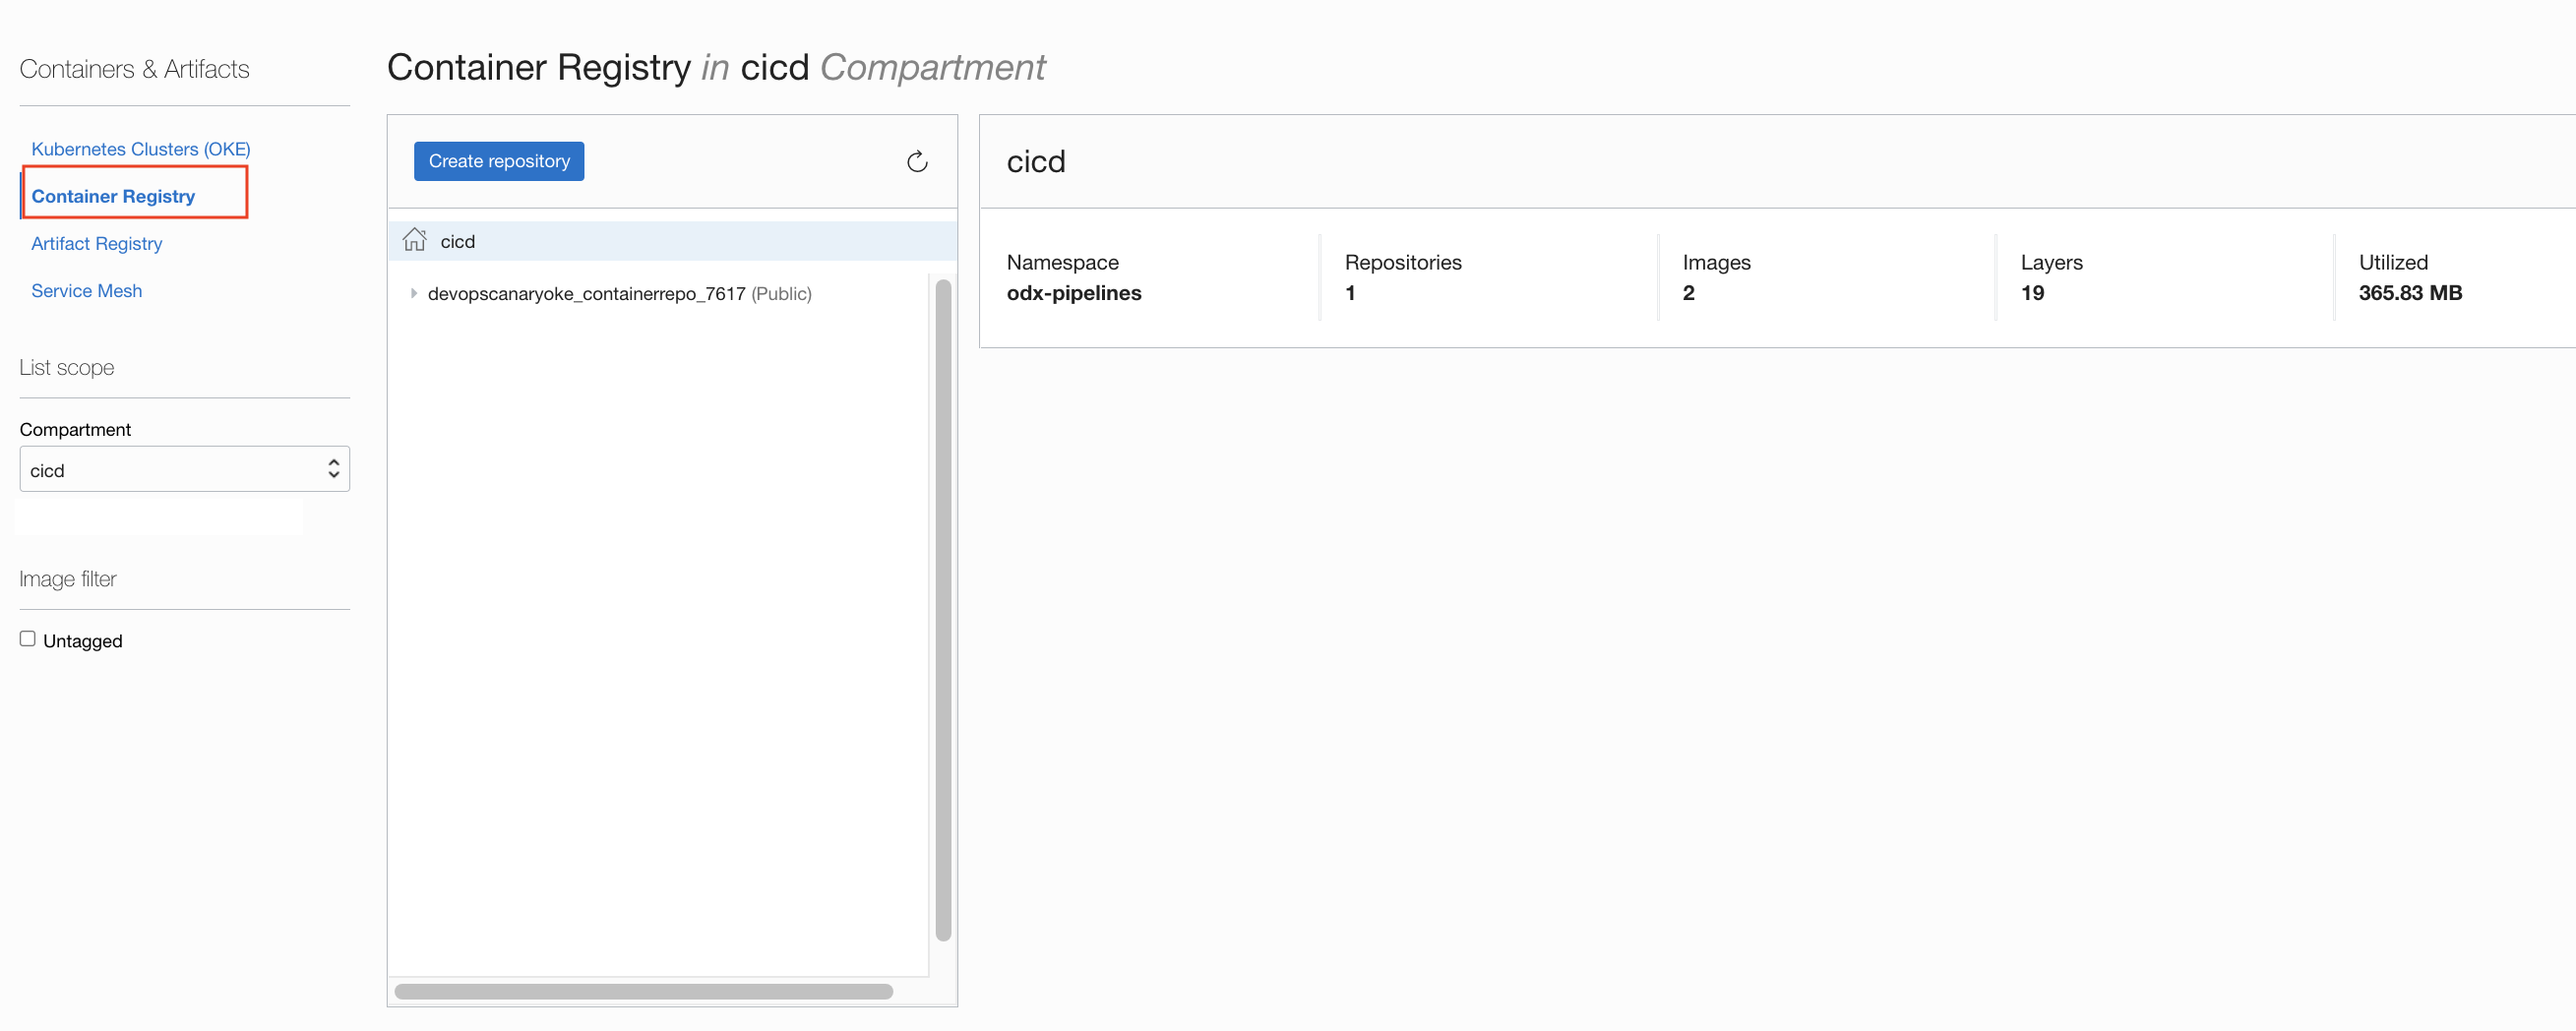 Containers & Artifacts
Kubernetes Clusters (OKE)
Container Registry
Artifact Registry
Service Mesh
List scope
Compartment
cicd
Image filter
Untagged
Container Registry in cicd Compartment
Create repository
cicd
devopscanaryoke_containerrepo_7617 (Public)
cicd
Namespace
odx-pipelines
Repositories
1
Images
2
Layers
19
Utilized
365.83 MB